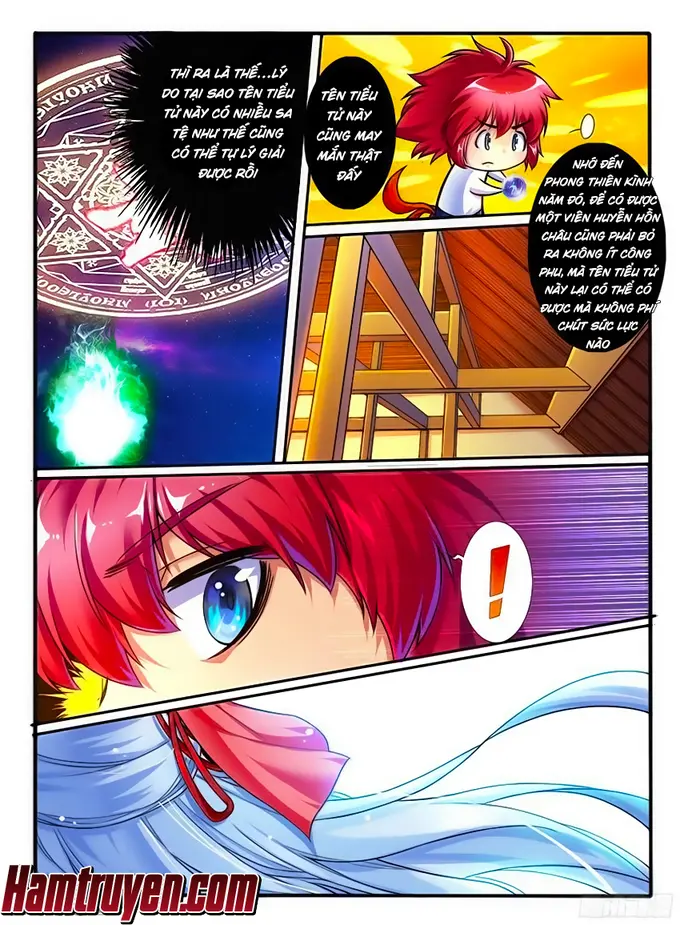 THÌ RA LÀ THẾ...LÝ
DO TẠI SAO TÊN TIỂU
TỬ NÀY CÓ NHIỀU SA
TỆ NHƯ THẾ CŨNG
CÓ THỂ TỰ LÝ GIẢI
ĐƯỢC RỒI
TÊN TIỂU
TỬ NÀY
CŨNG MAY
MẮN THẬT
ĐẤY
NHỚ ĐẾN
PHONG THIÊN KÌNH
NĂM ĐÓ, ĐỂ CÓ ĐƯỢC
MỘT VIÊN HUYỄN HỒN
CHÂU CŨNG PHẢI BỎ
RA KHÔNG ÍT CÔNG
PHU, MÀ TÊN TIỂU TỬ
NÀY LẠI CÓ THỂ CÓ
ĐƯỢC MÀ KHÔNG PHÍ
CHÚT SỨC LỰC
NÀO
!
Hamtruyen.com